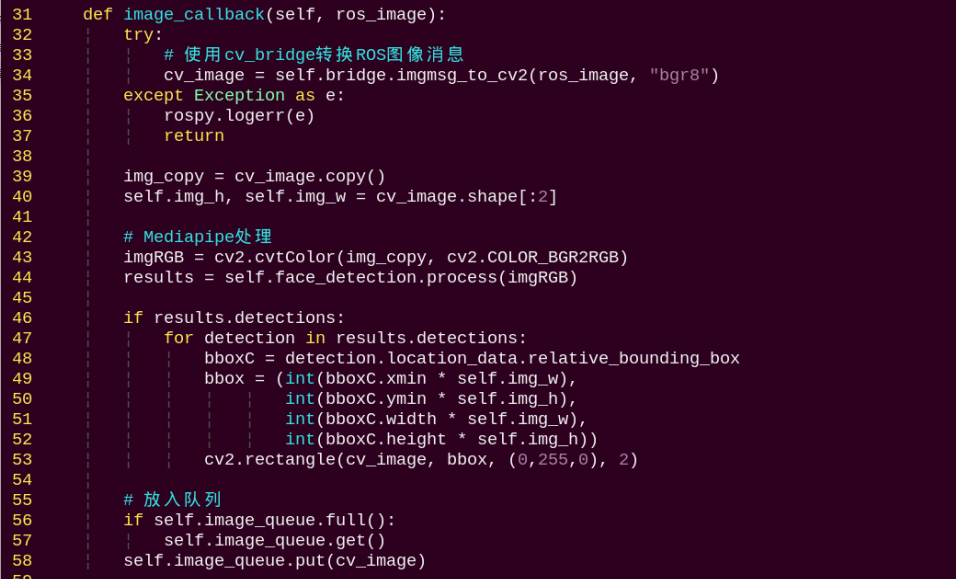 31     def image_callback(self, ros_image):
32         try:
33             # 使用cv_bridge转换ROS图像消息
34             cv_image = self.bridge.imgmsg_to_cv2(ros_image, "bgr8")
35         except Exception as e:
36             rospy.logerr(e)
37             return
38
39         img_copy = cv_image.copy()
40         self.img_h, self.img_w = cv_image.shape[:2]
41
42         # Mediapipe处理
43         imgRGB = cv2.cvtColor(img_copy, cv2.COLOR_BGR2RGB)
44         results = self.face_detection.process(imgRGB)
45
46         if results.detections:
47             for detection in results.detections:
48                 bboxC = detection.location_data.relative_bounding_box
49                 bbox = (int(bboxC.xmin * self.img_w),
50                         int(bboxC.ymin * self.img_h),
51                         int(bboxC.width * self.img_w),
52                         int(bboxC.height * self.img_h))
53                 cv2.rectangle(cv_image, bbox, (0,255,0), 2)
54
55         # 放入队列
56         if self.image_queue.full():
57             self.image_queue.get()
58         self.image_queue.put(cv_image)